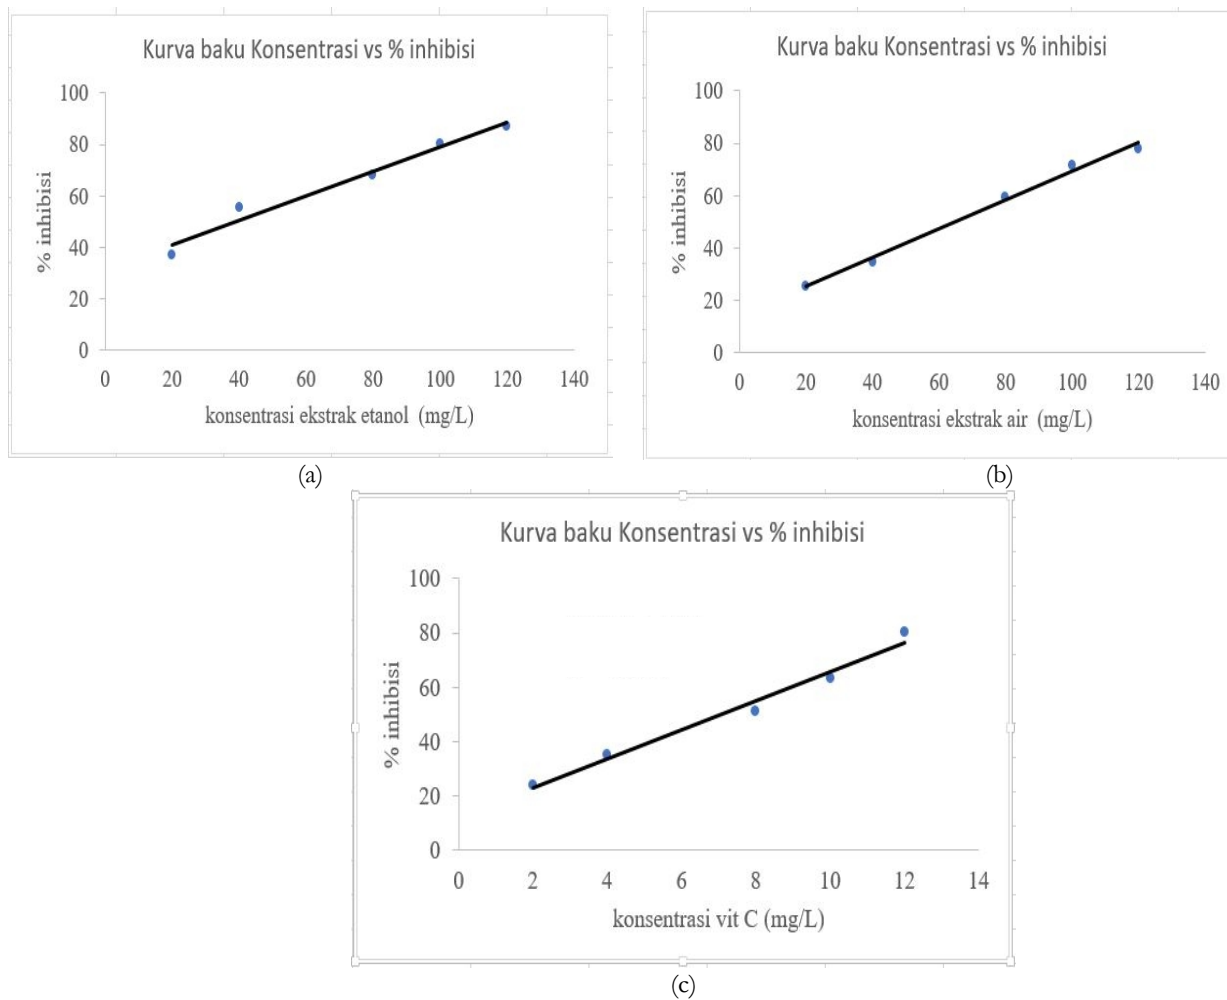 Kurva baku Konsentrasi vs % inhibisi
100
80
60
40
20
0
% inhibisi
0 20 40 60 80 100 120 140
konsentrasi ekstrak etanol (mg/L)
(a)
Kurva baku Konsentrasi vs % inhibisi
100
80
60
40
20
0
% inhibisi
0 20 40 60 80 100 120 140
konsentrasi ekstrak air (mg/L)
(b)
Kurva baku Konsentrasi vs % inhibisi
100
80
60
40
20
0
% inhibisi
0 2 4 6 8 10 12 14
konsentrasi vit C (mg/L)
(c)